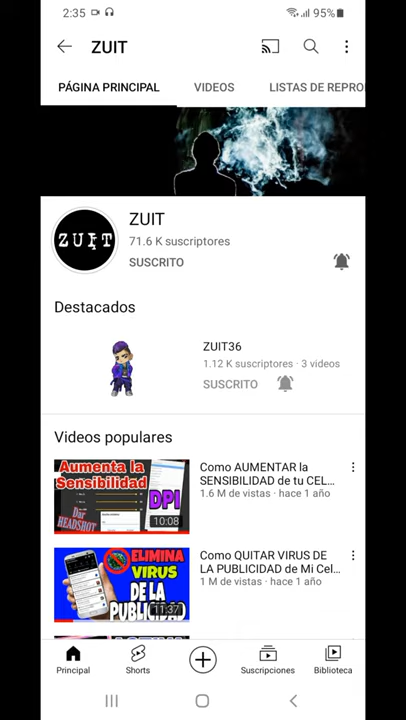 2:35 95%
ZUIT
PÁGINA PRINCIPAL VIDEOS LISTAS DE REPRO
ZUIT
ZUIT
71.6 K suscriptores
SUSCRITO
Destacados
ZUIT36
1.12 K suscriptores · 3 videos
SUSCRITO
Videos populares
Aumenta la
Sensibilidad
DPI
Dar
HEADSHOT
10:08
Como AUMENTAR la
SENSIBILIDAD de tu CEL...
1.6 M de vistas · hace 1 año
ELIMINA
VIRUS
DE LA
PUBLICIDAD
11:37
Como QUITAR VIRUS DE
LA PUBLICIDAD de Mi Cel...
1 M de vistas · hace 1 año
Principal Shorts Suscripciones Biblioteca